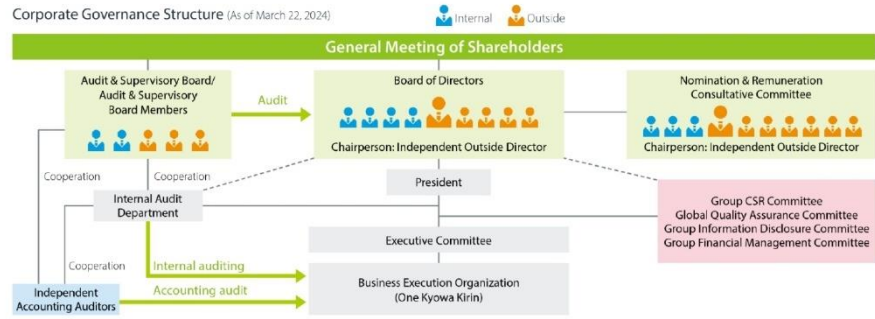 Corporate Governance Structure (As of March 22, 2024)
Internal
Outside
General Meeting of Shareholders
Audit & Supervisory Board/
Audit & Supervisory
Board Members
Audit
Board of Directors
Chairperson: Independent Outside Director
Nomination & Remuneration
Consultative Committee
Chairperson: Independent Outside Director
Cooperation
Cooperation
President
Internal Audit
Department
Group CSR Committee
Global Quality Assurance Committee
Group Information Disclosure Committee
Group Financial Management Committee
Executive Committee
Cooperation
Internal auditing
Business Execution Organization
(One Kyowa Kirin)
Independent
Accounting Auditors
Accounting audit